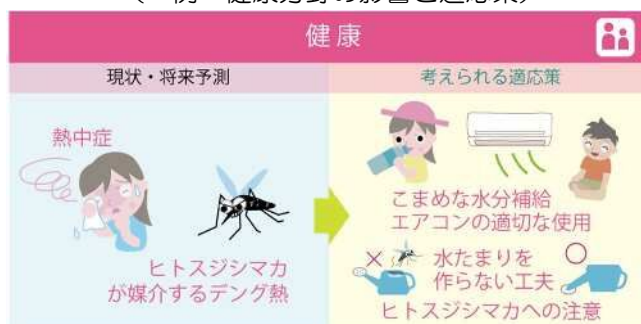 健康
現状・将来予測
考えられる適応策
熱中症
ヒトスジシマカ
が媒介するデング熱
こまめな水分補給
エアコンの適切な使用
水たまりを
作らない工夫
ヒトスジシマカへの注意